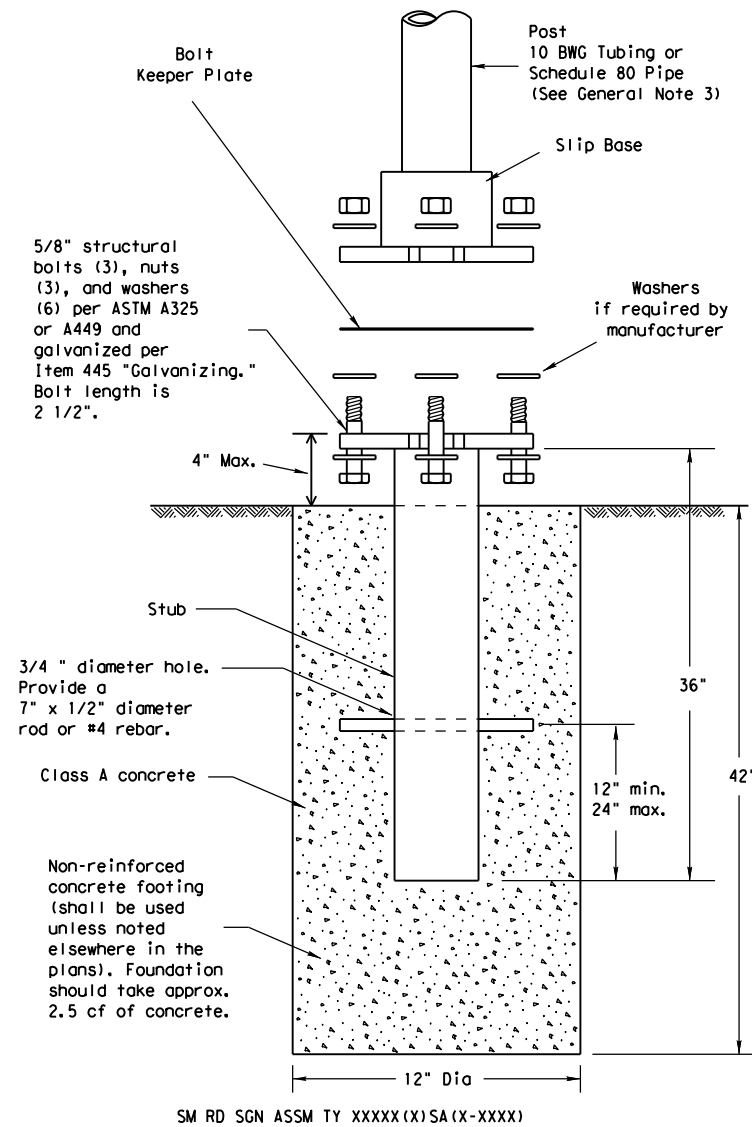 Bolt
Keeper Plate
Post
10 BWG Tubing or
Schedule 80 Pipe
(See General Note 3)
Slip Base
5/8" structural
bolts (3), nuts
(3), and washers
(6) per ASTM A325
or A449 and
galvanized per
Item 445 "Galvanizing."
Bolt length is
2 1/2".
Washers
if required by
manufacturer
4" Max.
Stub
3/4 " diameter hole.
Provide a
7" x 1/2" diameter
rod or #4 rebar.
36"
Class A concrete
12" min.
24" max.
42"
Non-reinforced
concrete footing
(shall be used
unless noted
elsewhere in the
plans). Foundation
should take approx.
2.5 cf of concrete.
12" Dia
SM RD SGN ASSM TY XXXXX(X)SA(X-XXXX)